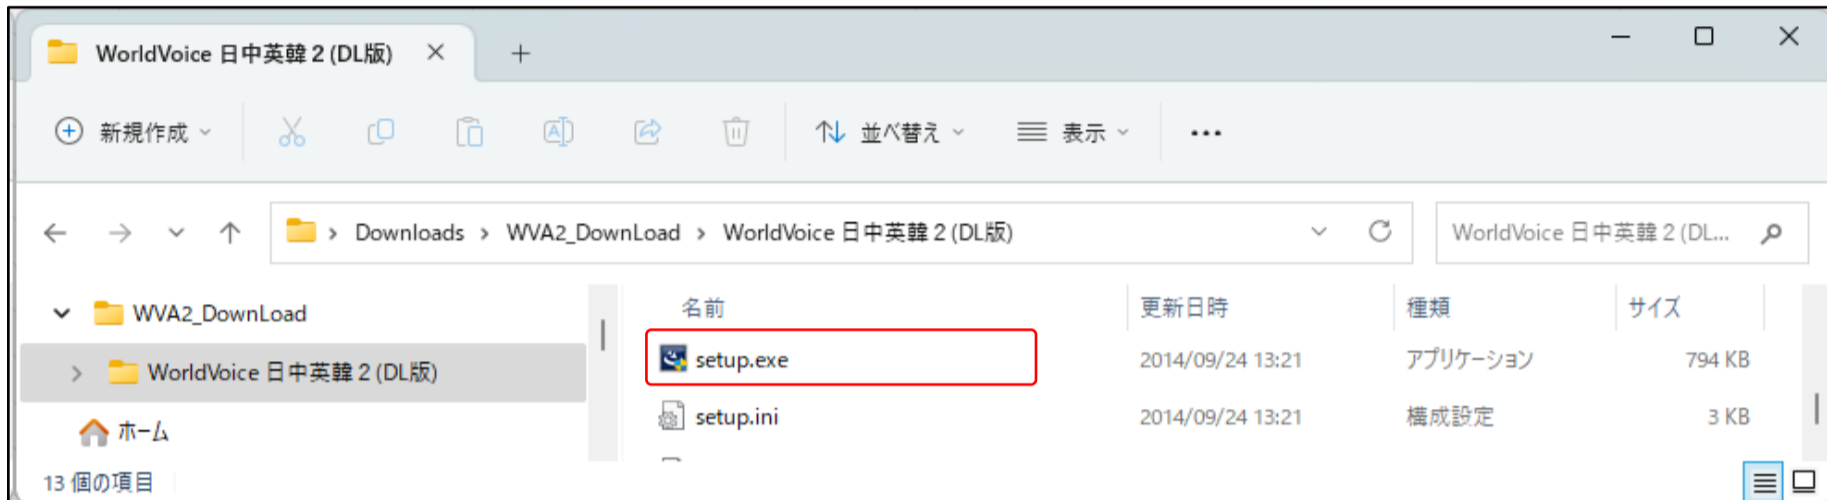 WorldVoice 日中英韓 2 (DL版)
新規作成 並べ替え 表示
Downloads > WVA2_DownLoad > WorldVoice 日中英韓 2 (DL版) WorldVoice 日中英韓 2 (DL...
WVA2_DownLoad 名前 更新日時 種類 サイズ
WorldVoice 日中英韓 2 (DL版) setup.exe 2014/09/24 13:21 アプリケーション 794 KB
ホーム setup.ini 2014/09/24 13:21 構成設定 3 KB
13 個の項目